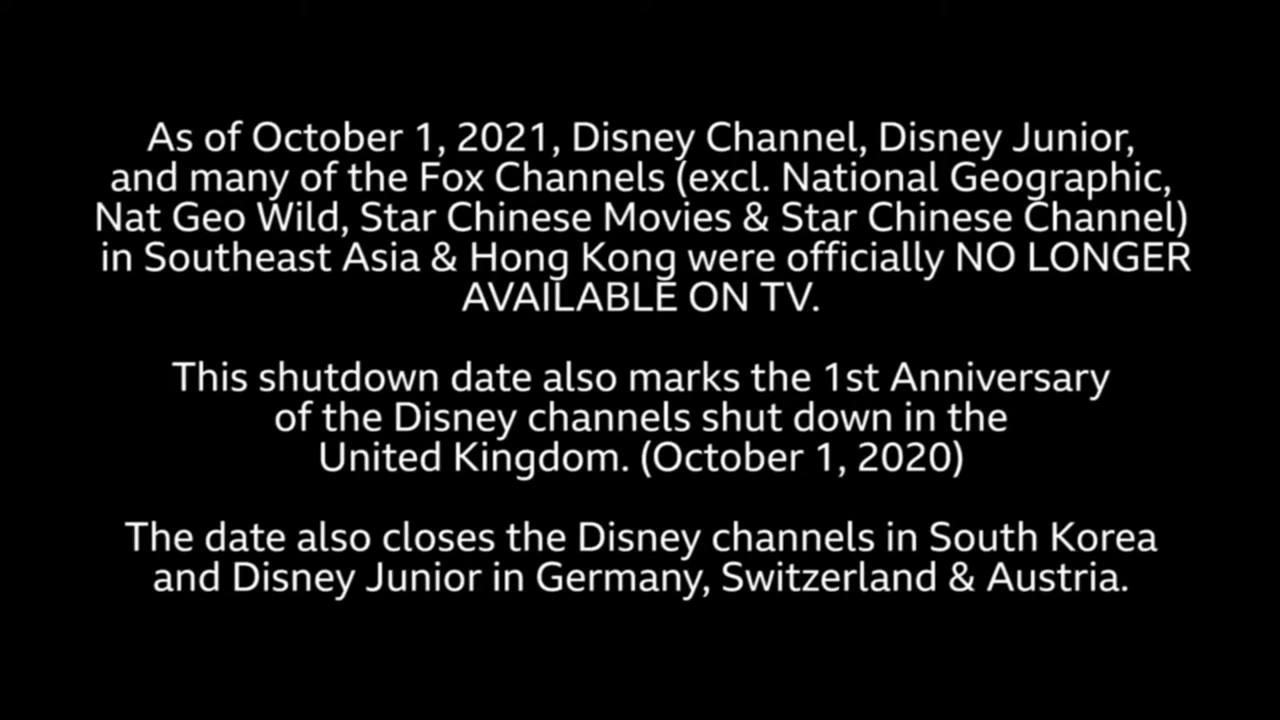 As of October 1, 2021, Disney Channel, Disney Junior,
and many of the Fox Channels (excl. National Geographic,
Nat Geo Wild, Star Chinese Movies & Star Chinese Channel)
in Southeast Asia & Hong Kong were officially NO LONGER
AVAILABLE ON TV.
This shutdown date also marks the 1st Anniversary
of the Disney channels shut down in the
United Kingdom. (October 1, 2020)
The date also closes the Disney channels in South Korea
and Disney Junior in Germany, Switzerland & Austria.